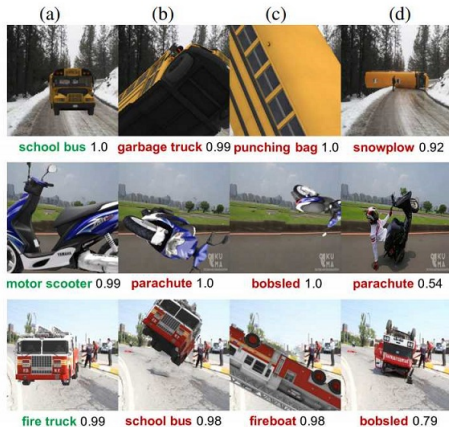 (a) (b) (c) (d)
school bus 1.0 garbage truck 0.99 punching bag 1.0 snowplow 0.92
motor scooter 0.99 parachute 1.0 bobsled 1.0 parachute 0.54
fire truck 0.99 school bus 0.98 fireboat 0.98 bobsled 0.79